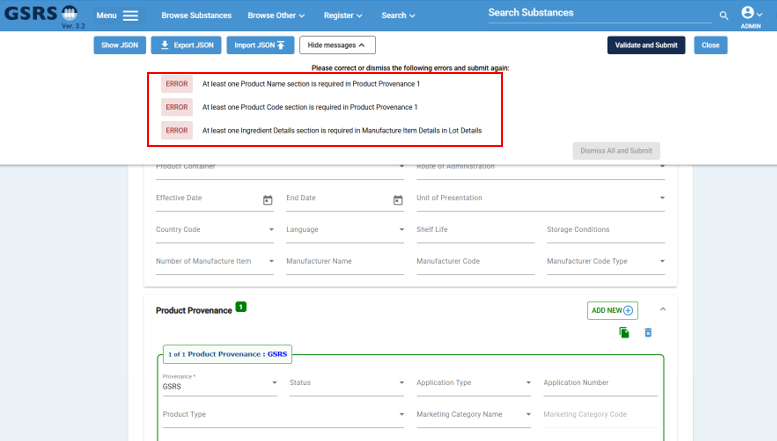 GSRS Ver. 3.2 Menu Browse Substances Browse Other Register Search Search Substances ADMIN
Show JSON Export JSON Import JSON Hide messages Validate and Submit Close
Please correct or dismiss the following errors and submit again:
ERROR At least one Product Name section is required in Product Provenance 1
ERROR At least one Product Code section is required in Product Provenance 1
ERROR At least one Ingredient Details section is required in Manufacture Item Details in Lot Details
Dismiss All and Submit
Product Container Route of Administration
Effective Date End Date Unit of Presentation
Country Code Language Shelf Life Storage Conditions
Number of Manufacture Item Manufacturer Name Manufacturer Code Manufacturer Code Type
Product Provenance 1 ADD NEW
1 of 1 Product Provenance : GSRS
Provenance *
GSRS Status Application Type Application Number
Product Type Marketing Category Name Marketing Category Code